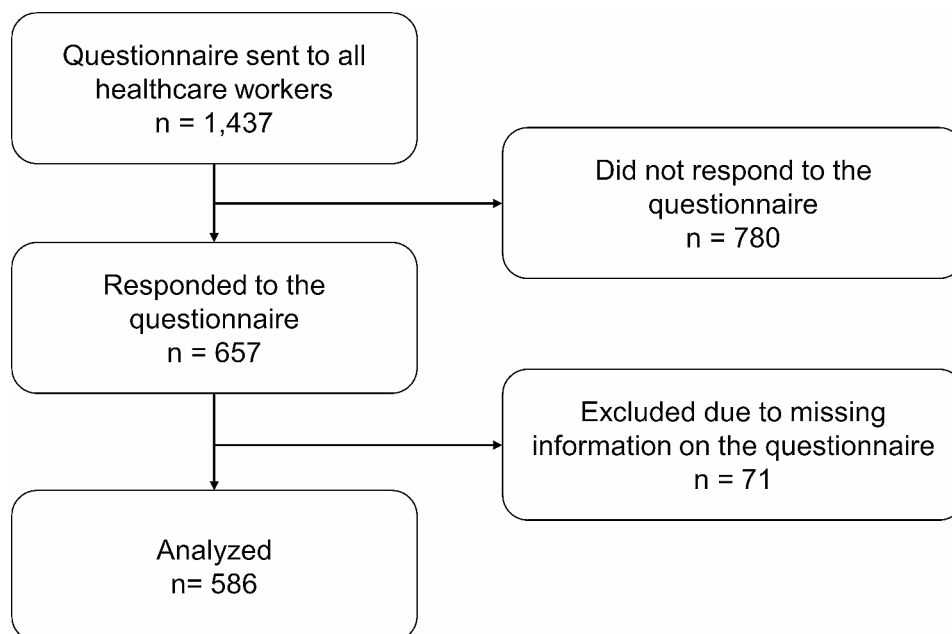 Questionnaire sent to all
healthcare workers
n = 1,437
Did not respond to the
questionnaire
n = 780
Responded to the
questionnaire
n = 657
Excluded due to missing
information on the questionnaire
n = 71
Analyzed
n= 586